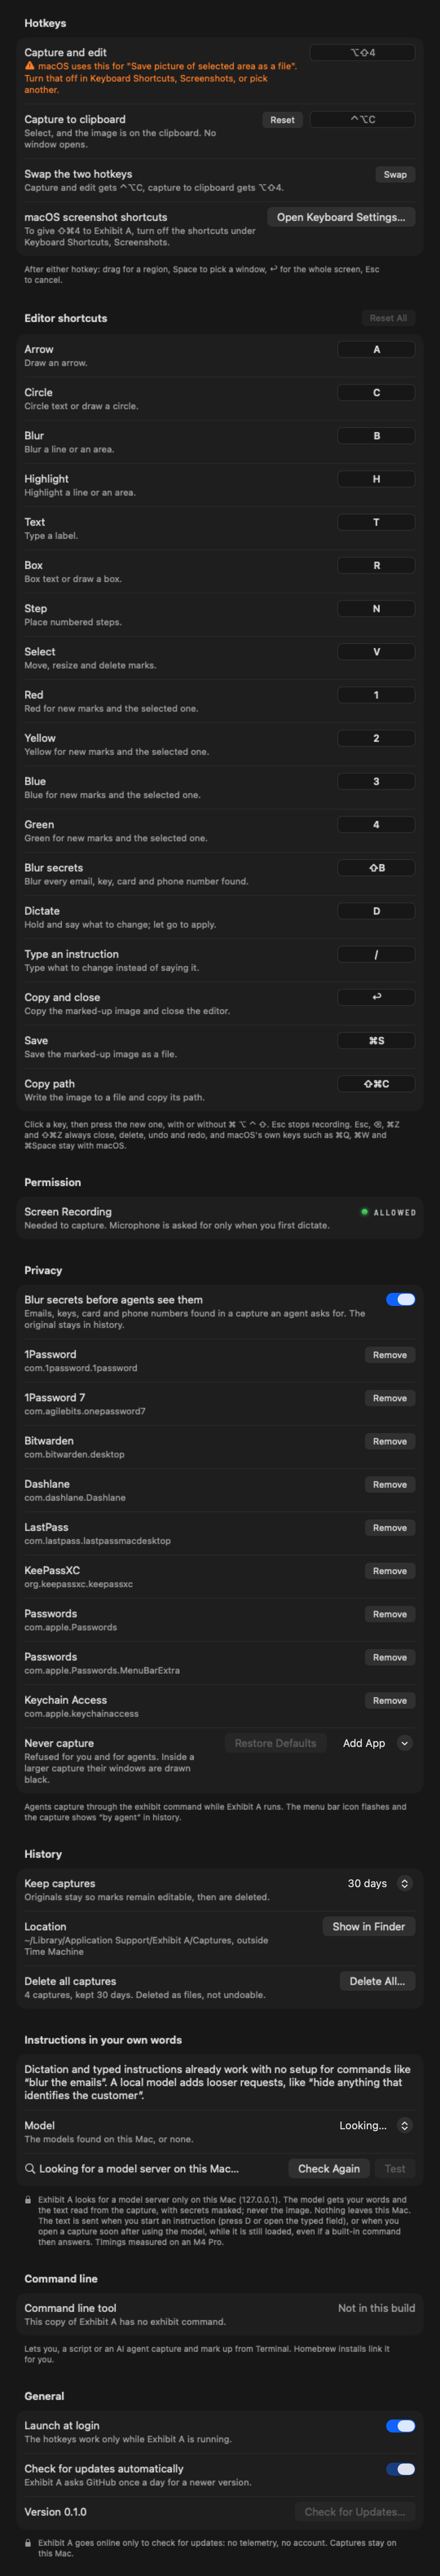 Hotkeys
Capture and edit
⌥⇧4
⚠ macOS uses this for "Save picture of selected area as a file".
Turn that off in Keyboard Shortcuts, Screenshots, or pick
another.
Capture to clipboard
Reset
⌃⌥C
Select, and the image is on the clipboard. No
window opens.
Swap the two hotkeys
Swap
Capture and edit gets ⌃⌥C, capture to clipboard gets ⌥⇧4.
macOS screenshot shortcuts
Open Keyboard Settings...
To give ⇧⌘4 to Exhibit A, turn off the shortcuts under
Keyboard Shortcuts, Screenshots.
After either hotkey: drag for a region, Space to pick a window, ↩ for the whole screen, Esc
to cancel.
Editor shortcuts
Reset All
Arrow
A
Draw an arrow.
Circle
C
Circle text or draw a circle.
Blur
B
Blur a line or an area.
Highlight
H
Highlight a line or an area.
Text
T
Type a label.
Box
R
Box text or draw a box.
Step
N
Place numbered steps.
Select
V
Move, resize and delete marks.
Red
1
Red for new marks and the selected one.
Yellow
2
Yellow for new marks and the selected one.
Blue
3
Blue for new marks and the selected one.
Green
4
Green for new marks and the selected one.
Blur secrets
⇧B
Blur every email, key, card and phone number found.
Dictate
D
Hold and say what to change; let go to apply.
Type an instruction
/
Type what to change instead of saying it.
Copy and close
↩
Copy the marked-up image and close the editor.
Save
⌘S
Save the marked-up image as a file.
Copy path
⇧⌘C
Write the image to a file and copy its path.
Click a key, then press the new one, with or without ⌘ ⌥ ⌃ ⇧. Esc stops recording. Esc, ⌫, ⌘Z
and ⇧⌘Z always close, delete, undo and redo, and macOS's own keys such as ⌘Q, ⌘W and
⌘Space stay with macOS.
Permission
Screen Recording
ALLOWED
Needed to capture. Microphone is asked for only when you first dictate.
Privacy
Blur secrets before agents see them
Emails, keys, card and phone numbers found in a capture an agent asks for. The
original stays in history.
1Password
Remove
com.1password.1password
1Password 7
Remove
com.agilebits.onepassword7
Bitwarden
Remove
com.bitwarden.desktop
Dashlane
Remove
com.dashlane.Dashlane
LastPass
Remove
com.lastpass.lastpassmacdesktop
KeePassXC
Remove
org.keepassxc.keepassxc
Passwords
Remove
com.apple.Passwords
Passwords
Remove
com.apple.Passwords.MenuBarExtra
Keychain Access
Remove
com.apple.keychainaccess
Never capture
Restore Defaults
Add App
Refused for you and for agents. Inside a
larger capture their windows are drawn
black.
Agents capture through the exhibit command while Exhibit A runs. The menu bar icon flashes and
the capture shows "by agent" in history.
History
Keep captures
30 days
Originals stay so marks remain editable, then are deleted.
Location
Show in Finder
~/Library/Application Support/Exhibit A/Captures, outside
Time Machine
Delete all captures
Delete All...
4 captures, kept 30 days. Deleted as files, not undoable.
Instructions in your own words
Dictation and typed instructions already work with no setup for commands like
“blur the emails”. A local model adds looser requests, like “hide anything that
identifies the customer”.
Model
Looking...
The models found on this Mac, or none.
Looking for a model server on this Mac...
Check Again
Test
Exhibit A looks for a model server only on this Mac (127.0.0.1). The model gets your words and
the text read from the capture, with secrets masked; never the image. Nothing leaves this Mac.
The text is sent when you start an instruction (press D or open the typed field), or when you
open a capture soon after using the model, while it is still loaded, even if a built-in command
then answers. Timings measured on an M4 Pro.
Command line
Command line tool
Not in this build
This copy of Exhibit A has no exhibit command.
Lets you, a script or an AI agent capture and mark up from Terminal. Homebrew installs link it
for you.
General
Launch at login
The hotkeys work only while Exhibit A is running.
Check for updates automatically
Exhibit A asks GitHub once a day for a newer version.
Version 0.1.0
Check for Updates...
Exhibit A goes online only to check for updates: no telemetry, no account. Captures stay on
this Mac.